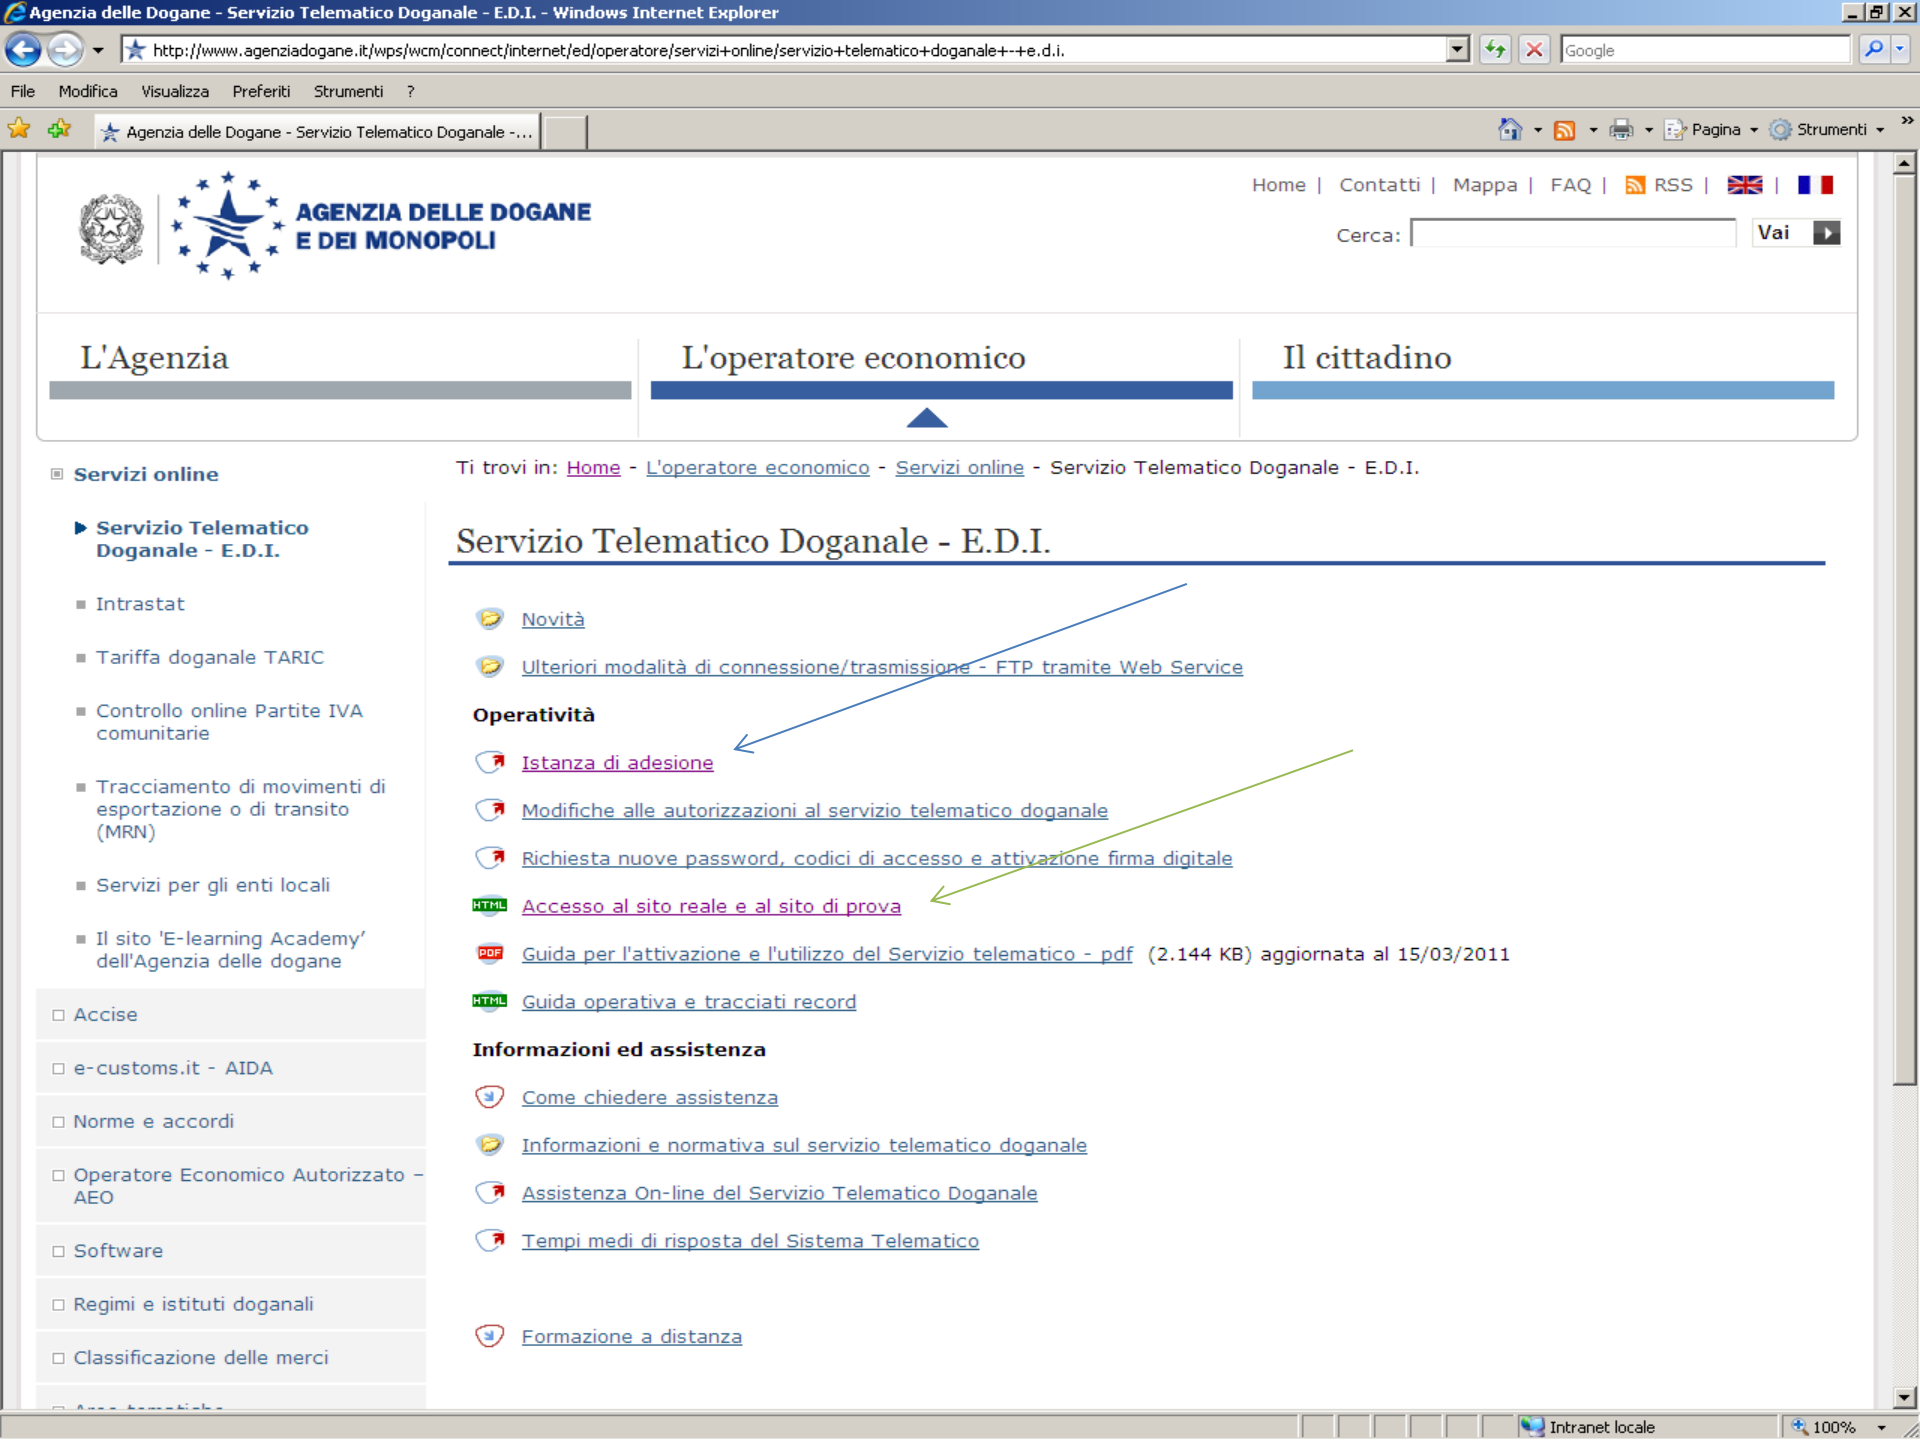 Agenzia delle Dogane - Servizio Telematico Doganale - E.D.I. - Windows Internet Explorer
http://www.agenziadogane.it/wps/wcm/connect/internet/ed/operatore/servizi+online/servizio+telematico+doganale+-+e.d.i.
Google
File Modifica Visualizza Preferiti Strumenti ?
Agenzia delle Dogane - Servizio Telematico Doganale -...
Pagina
Strumenti
»
AGENZIA DELLE DOGANE
E DEI MONOPOLI
Home | Contatti | Mappa | FAQ | RSS | |
Cerca:
Vai
L'Agenzia
L'operatore economico
Il cittadino
Servizi online
Servizio Telematico
Doganale - E.D.I.
Intrastat
Tariffa doganale TARIC
Controllo online Partite IVA
comunitarie
Tracciamento di movimenti di
esportazione o di transito
(MRN)
Servizi per gli enti locali
Il sito 'E-learning Academy’
dell'Agenzia delle dogane
Accise
e-customs.it - AIDA
Norme e accordi
Operatore Economico Autorizzato –
AEO
Software
Regimi e istituti doganali
Classificazione delle merci
Ti trovi in: Home - L'operatore economico - Servizi online - Servizio Telematico Doganale - E.D.I.
Servizio Telematico Doganale - E.D.I.
Novità
Ulteriori modalità di connessione/trasmissione - FTP tramite Web Service
Operatività
Istanza di adesione
Modifiche alle autorizzazioni al servizio telematico doganale
Richiesta nuove password, codici di accesso e attivazione firma digitale
HTML Accesso al sito reale e al sito di prova
PDF Guida per l'attivazione e l'utilizzo del Servizio telematico - pdf (2.144 KB) aggiornata al 15/03/2011
HTML Guida operativa e tracciati record
Informazioni ed assistenza
Come chiedere assistenza
Informazioni e normativa sul servizio telematico doganale
Assistenza On-line del Servizio Telematico Doganale
Tempi medi di risposta del Sistema Telematico
Formazione a distanza
Intranet locale
100%